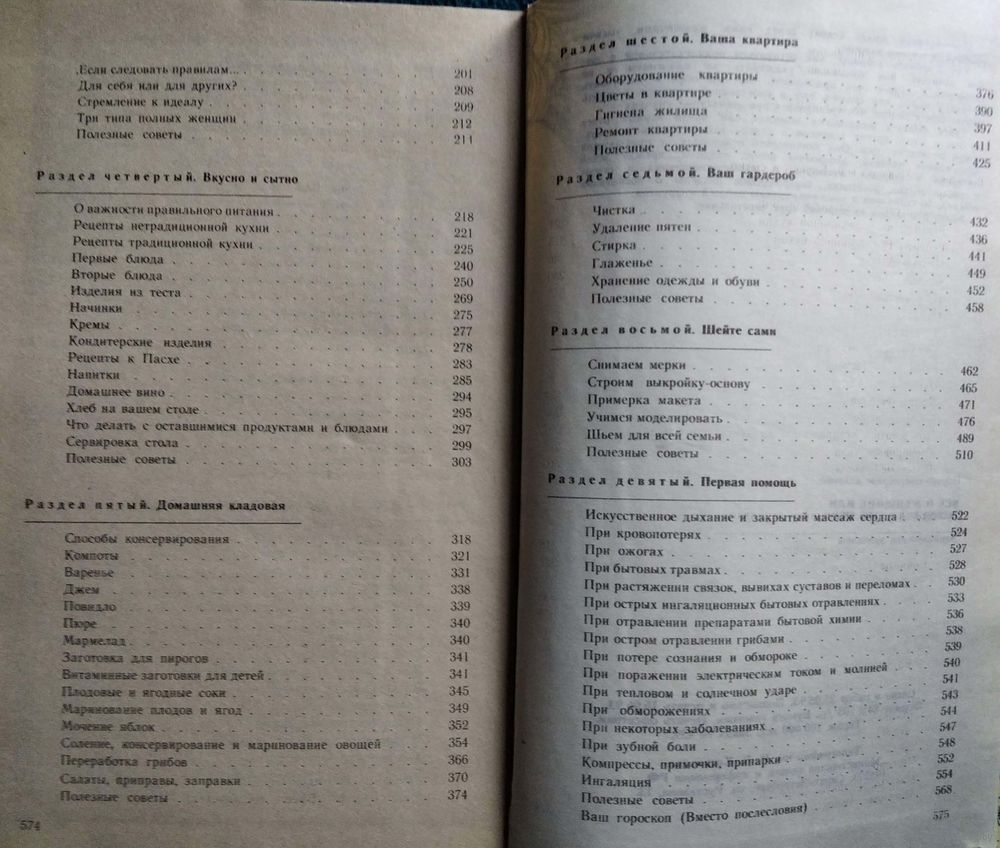 Если следовать правилам... 201
Для себя или для других? 208
Стремление к идеалу 209
Три типа полных женщин 212
Полезные советы 214
Раздел четвертый. Вкусно и сытно
О важности правильного питания 218
Рецепты нетрадиционной кухни 221
Рецепты традиционной кухни 225
Первые блюда 240
Вторые блюда 250
Изделия из теста 269
Начинки 275
Кремы 277
Кондитерские изделия 278
Рецепты к Пасхе 283
Напитки 285
Домашнее вино 294
Хлеб на вашем столе 295
Что делать с оставшимися продуктами и блюдами 297
Сервировка стола 299
Полезные советы 303
Раздел пятый. Домашняя кладовая
Способы консервирования 318
Компоты 321
Варенье 331
Джем 338
Повидло 339
Пюре 340
Мармелад 340
Заготовка для пирогов 341
Витаминные заготовки для детей 341
Плодовые и ягодные соки 345
Маринование плодов и ягод 349
Мочение яблок 352
Соление, консервирование и маринование овощей 354
Переработка грибов 366
Салаты, приправы, заправки 370
Полезные советы 374
574
Раздел шестой. Ваша квартира
Оборудование квартиры 376
Цветы в квартире 390
Гигиена жилища 397
Ремонт квартиры 411
Полезные советы 425
Раздел седьмой. Ваш гардероб
Чистка 432
Удаление пятен 436
Стирка 441
Глаженье 449
Хранение одежды и обуви 452
Полезные советы 458
Раздел восьмой. Шейте сами
Снимаем мерки 462
Строим выкройку-основу 465
Примерка макета 471
Учимся моделировать 476
Шьем для всей семьи 489
Полезные советы 510
Раздел девятый. Первая помощь
Искусственное дыхание и закрытый массаж сердца 522
При кровопотерях 524
При ожогах 527
При бытовых травмах 528
При растяжении связок, вывихах суставов и переломах 530
При острых ингаляционных бытовых отравлениях 533
При отравлении препаратами бытовой химии 536
При остром отравлении грибами 538
При потере сознания и обмороке 539
При поражении электрическим током и молнией 540
При тепловом и солнечном ударе 541
При обморожениях 543
При некоторых заболеваниях 544
При зубной боли 547
Компрессы, примочки, припарки 548
Ингаляция 552
Полезные советы 554
Ваш гороскоп (Вместо послесловия) 568
575